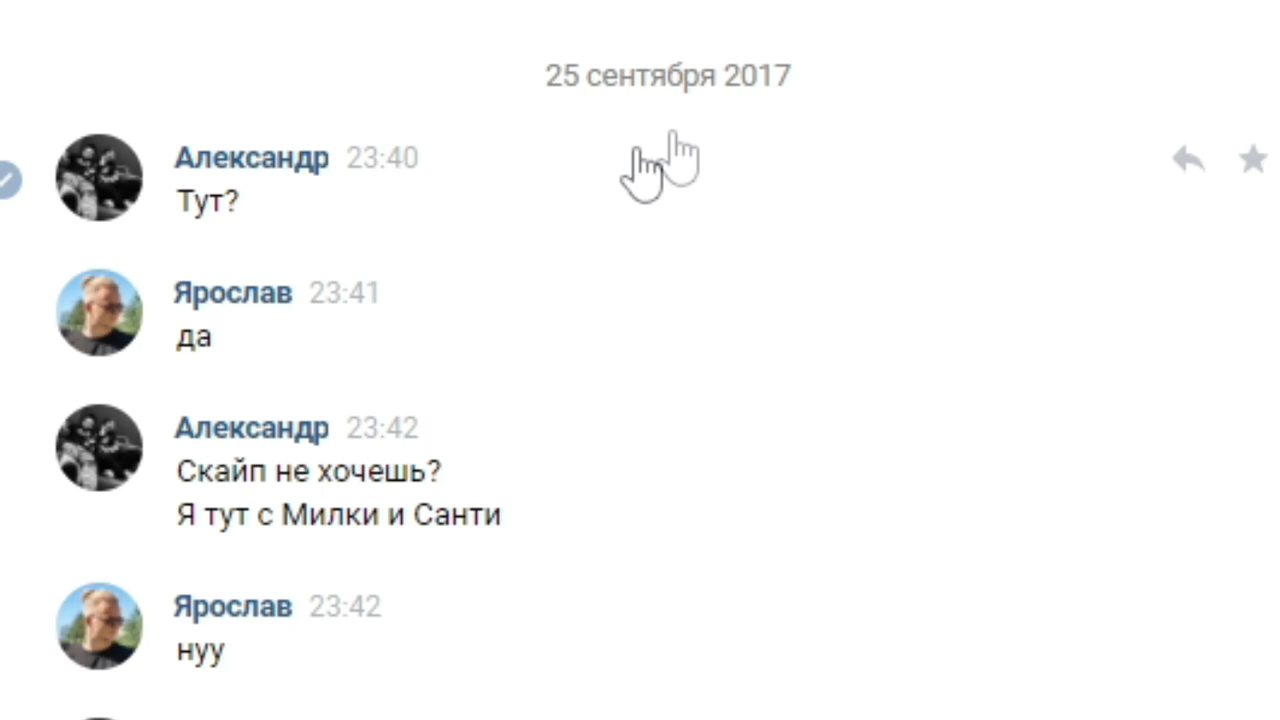 25 сентября 2017
Александр 23:40
Тут?
Ярослав 23:41
да
Александр 23:42
Скайп не хочешь?
Я тут с Милки и Санти
Ярослав 23:42
нуу